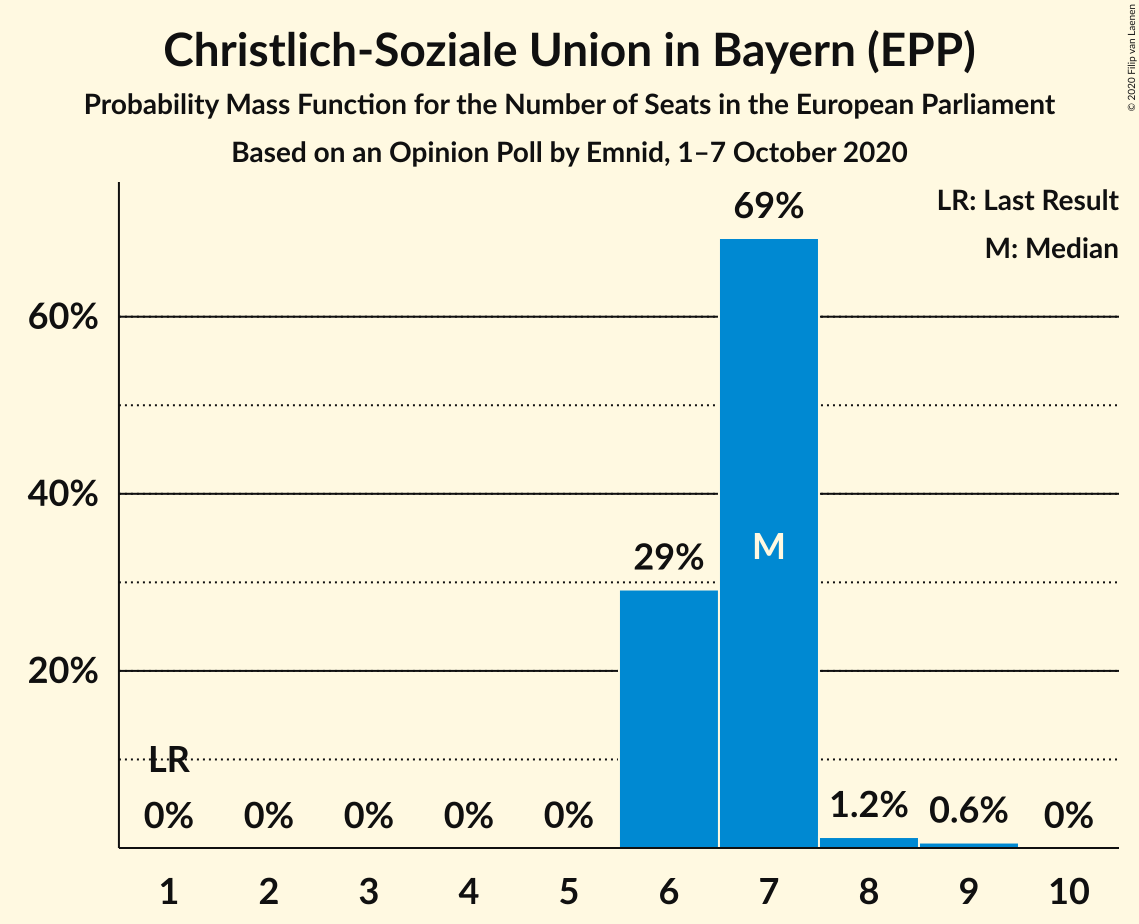 Christlich-Soziale Union in Bayern (EPP)
Probability Mass Function for the Number of Seats in the European Parliament
Based on an Opinion Poll by Emnid, 1–7 October 2020
© 2020 Filip van Laenen
LR: Last Result
M: Median
69%
60%
40%
29%
M
20%
LR
0% 0% 0% 0% 0% 1.2% 0.6% 0%
1 2 3 4 5 6 7 8 9 10